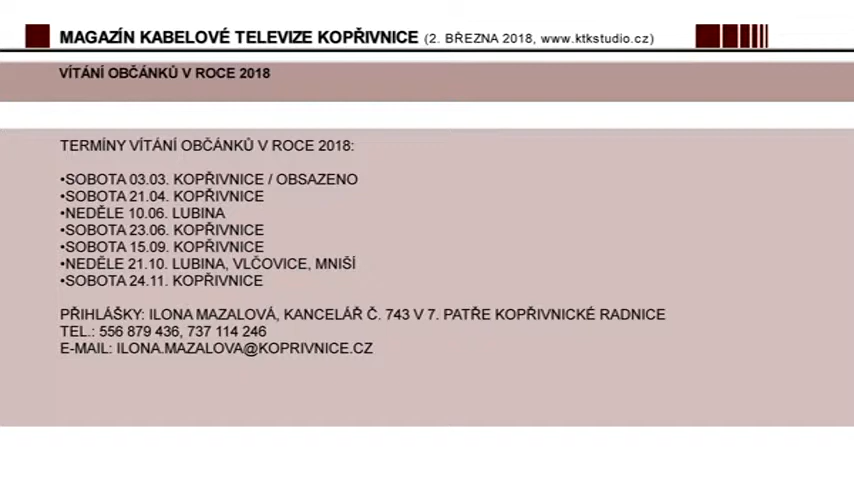 MAGAZÍN KABELOVÉ TELEVIZE KOPŘIVNICE (2. BŘEZNA 2018, www.ktkstudio.cz)
VÍTÁNÍ OBČÁNKŮ V ROCE 2018
TERMÍNY VÍTÁNÍ OBČÁNKŮ V ROCE 2018:
•SOBOTA 03.03. KOPŘIVNICE / OBSAZENO
•SOBOTA 21.04. KOPŘIVNICE
•NEDĚLE 10.06. LUBINA
•SOBOTA 23.06. KOPŘIVNICE
•SOBOTA 15.09. KOPŘIVNICE
•NEDĚLE 21.10. LUBINA, VLČOVICE, MNIŠÍ
•SOBOTA 24.11. KOPŘIVNICE
PŘIHLÁŠKY: ILONA MAZALOVÁ, KANCELÁŘ Č. 743 V 7. PATŘE KOPŘIVNICKÉ RADNICE
TEL.: 556 879 436, 737 114 246
E-MAIL: ILONA.MAZALOVA@KOPRIVNICE.CZ